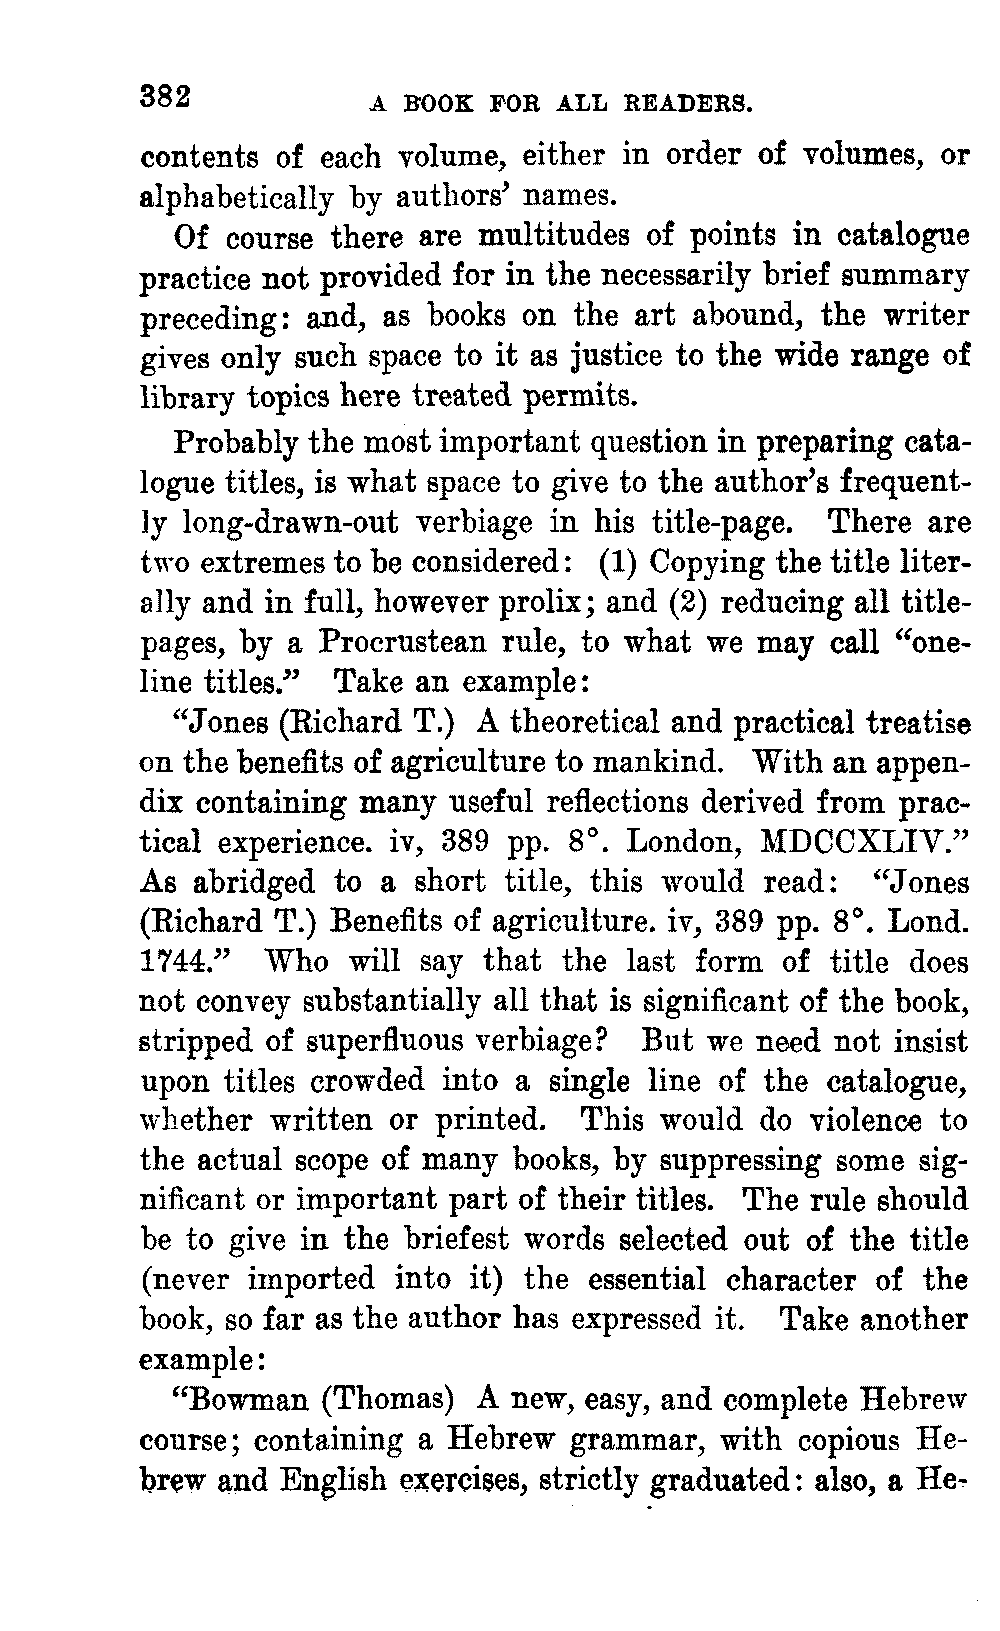 382 A BOOK FOR ALL READERS.
contents of each volume, either in order of volumes, or
alphabetically by authors' names.
Of course there are multitudes of points in catalogue
practice not provided for in the necessarily brief summary
preceding: and, as books on the art abound, the writer
gives only such space to it as justice to the wide range of
library topics here treated permits.
Probably the most important question in preparing cata-
logue titles, is what space to give to the author's frequent-
ly long-drawn-out verbiage in his title-page. There are
two extremes to be considered: (1) Copying the title liter-
ally and in full, however prolix; and (2) reducing all title-
pages, by a Procrustean rule, to what we may call "one-
line titles." Take an example:
"Jones (Richard T.) A theoretical and practical treatise
on the benefits of agriculture to mankind. With an appen-
dix containing many useful reflections derived from prac-
tical experience. iv, 389 pp. 8°. London, MDCCXLIV."
As abridged to a short title, this would read: "Jones
(Richard T.) Benefits of agriculture. iv, 389 pp. 8°. Lond.
1744." Who will say that the last form of title does
not convey substantially all that is significant of the book,
stripped of superfluous verbiage? But we need not insist
upon titles crowded into a single line of the catalogue,
whether written or printed. This would do violence to
the actual scope of many books, by suppressing some sig-
nificant or important part of their titles. The rule should
be to give in the briefest words selected out of the title
(never imported into it) the essential character of the
book, so far as the author has expressed it. Take another
example:
"Bowman (Thomas) A new, easy, and complete Hebrew
course; containing a Hebrew grammar, with copious He-
brew and English exercises, strictly graduated: also, a He-